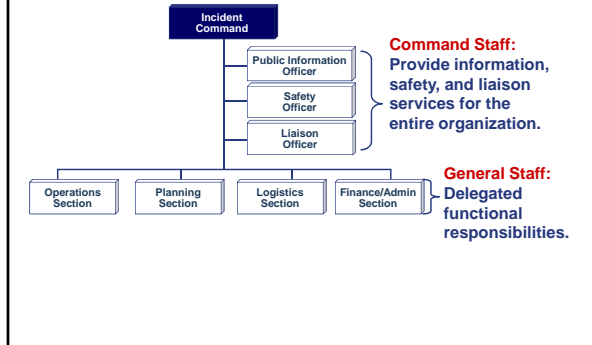 Incident
Command
Public Information
Officer
Safety
Officer
Liaison
Officer
Command Staff:
Provide information,
safety, and liaison
services for the
entire organization.
Operations
Section
Planning
Section
Logistics
Section
Finance/Admin
Section
General Staff:
Delegated
functional
responsibilities.